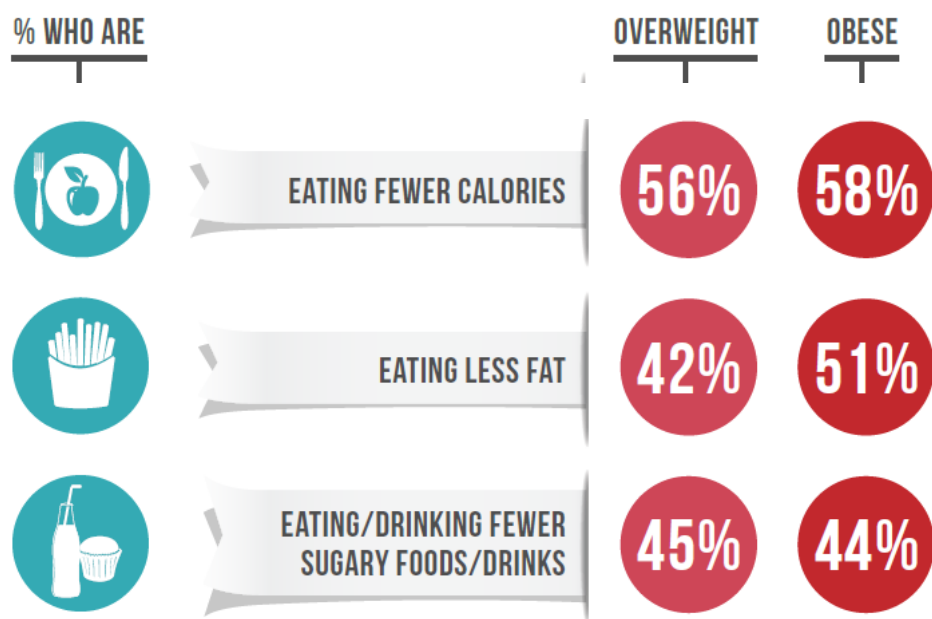 % WHO ARE OVERWEIGHT OBESE
EATING FEWER CALORIES 56% 58%
EATING LESS FAT 42% 51%
EATING/DRINKING FEWER
SUGARY FOODS/DRINKS 45% 44%